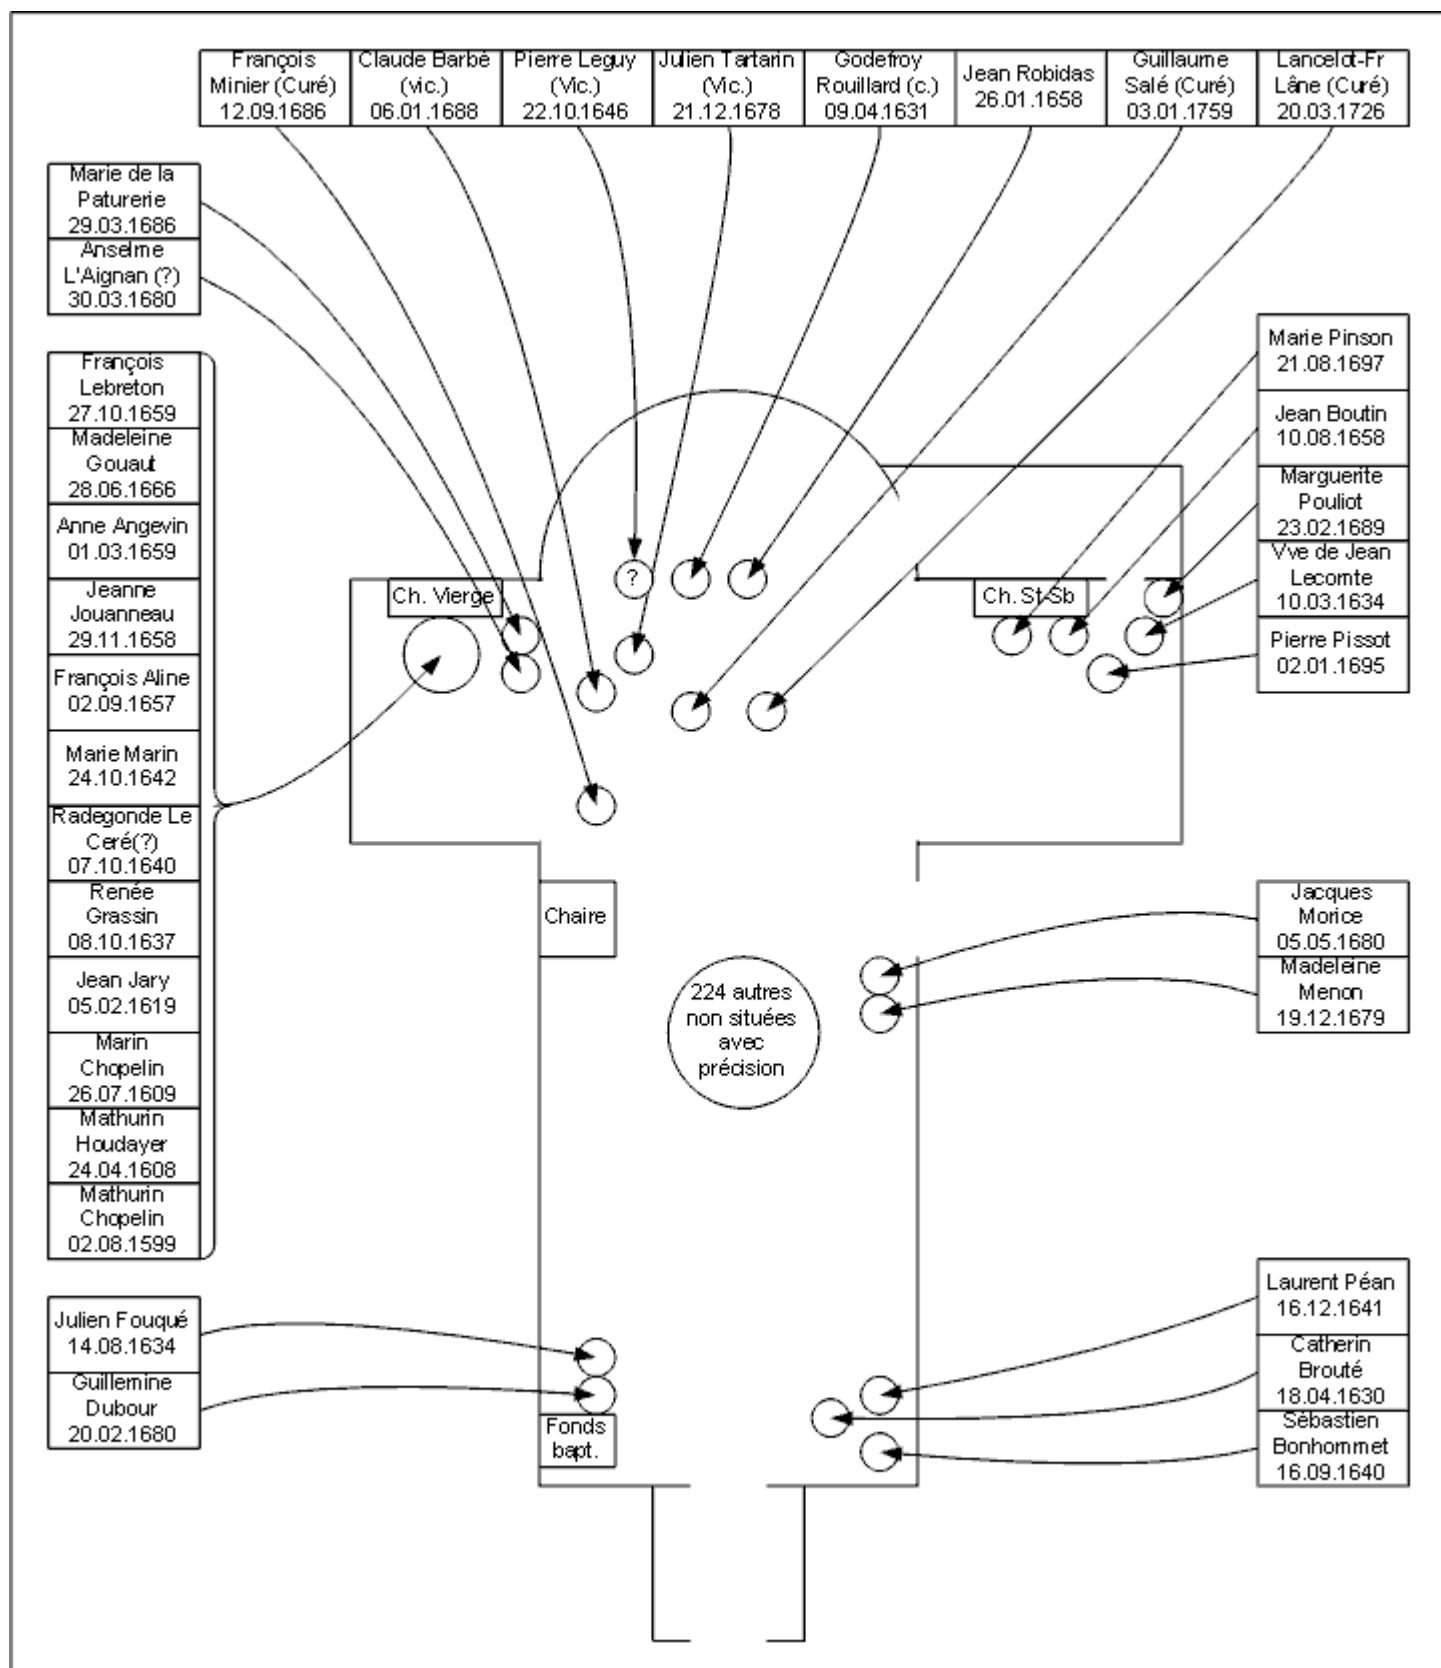 François
Minier (Curé)
12.09.1686
Claude Barbé
(vic.)
06.01.1688
Pierre Leguy
(Vic.)
22.10.1646
Julien Tartarin
(Vic.)
21.12.1678
Godefroy
Rouillard (c.)
09.04.1631
Jean Robidas
26.01.1658
Guillaume
Salé (Curé)
03.01.1759
Lancelot-Fr
Lâne (Curé)
20.03.1726
Marie de la
Paturerie
29.03.1686
Anselme
L'Aignan (?)
30.03.1680
François
Lebreton
27.10.1659
Madeleine
Gouaut
28.06.1666
Anne Angevin
01.03.1659
Jeanne
Jouanneau
29.11.1658
François Aline
02.09.1657
Marie Marin
24.10.1642
Radegonde Le
Ceré(?)
07.10.1640
Renée
Grassin
08.10.1637
Jean Jary
05.02.1619
Marin
Chopelin
26.07.1609
Mathurin
Houdayer
24.04.1608
Mathurin
Chopelin
02.08.1599
Julien Fouqué
14.08.1634
Guillemine
Dubour
20.02.1680
?
Ch. Vierge
Ch. St-Sb
Chaire
224 autres
non situées
avec
précision
Fonds
bapt.
Marie Pinson
21.08.1697
Jean Boutin
10.08.1658
Marguerite
Pouliot
23.02.1689
Vve de Jean
Lecomte
10.03.1634
Pierre Pissot
02.01.1695
Jacques
Morice
05.05.1680
Madeleine
Menon
19.12.1679
Laurent Péan
16.12.1641
Catherin
Brouté
18.04.1630
Sébastien
Bonhommet
16.09.1640